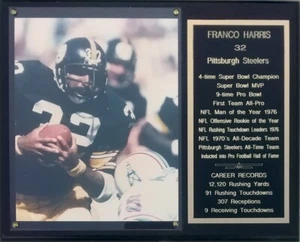 FRANCO HARRIS
32
Pittsburgh Steelers
4-time Super Bowl Champion
Super Bowl MVP
9-time Pro Bowl
First Team All-Pro
NFL Man of the Year 1976
NFL Offensive Rookie of the Year
NFL Rushing Touchdown Leaders 1976
NFL 1970's All-Decade Team
Pittsburgh Steelers All-Time Team
Inducted into Pro Football Hall of Fame
CAREER RECORDS
12,120 Rushing Yards
91 Rushing Touchdowns
307 Receptions
9 Receiving Touchdowns
32